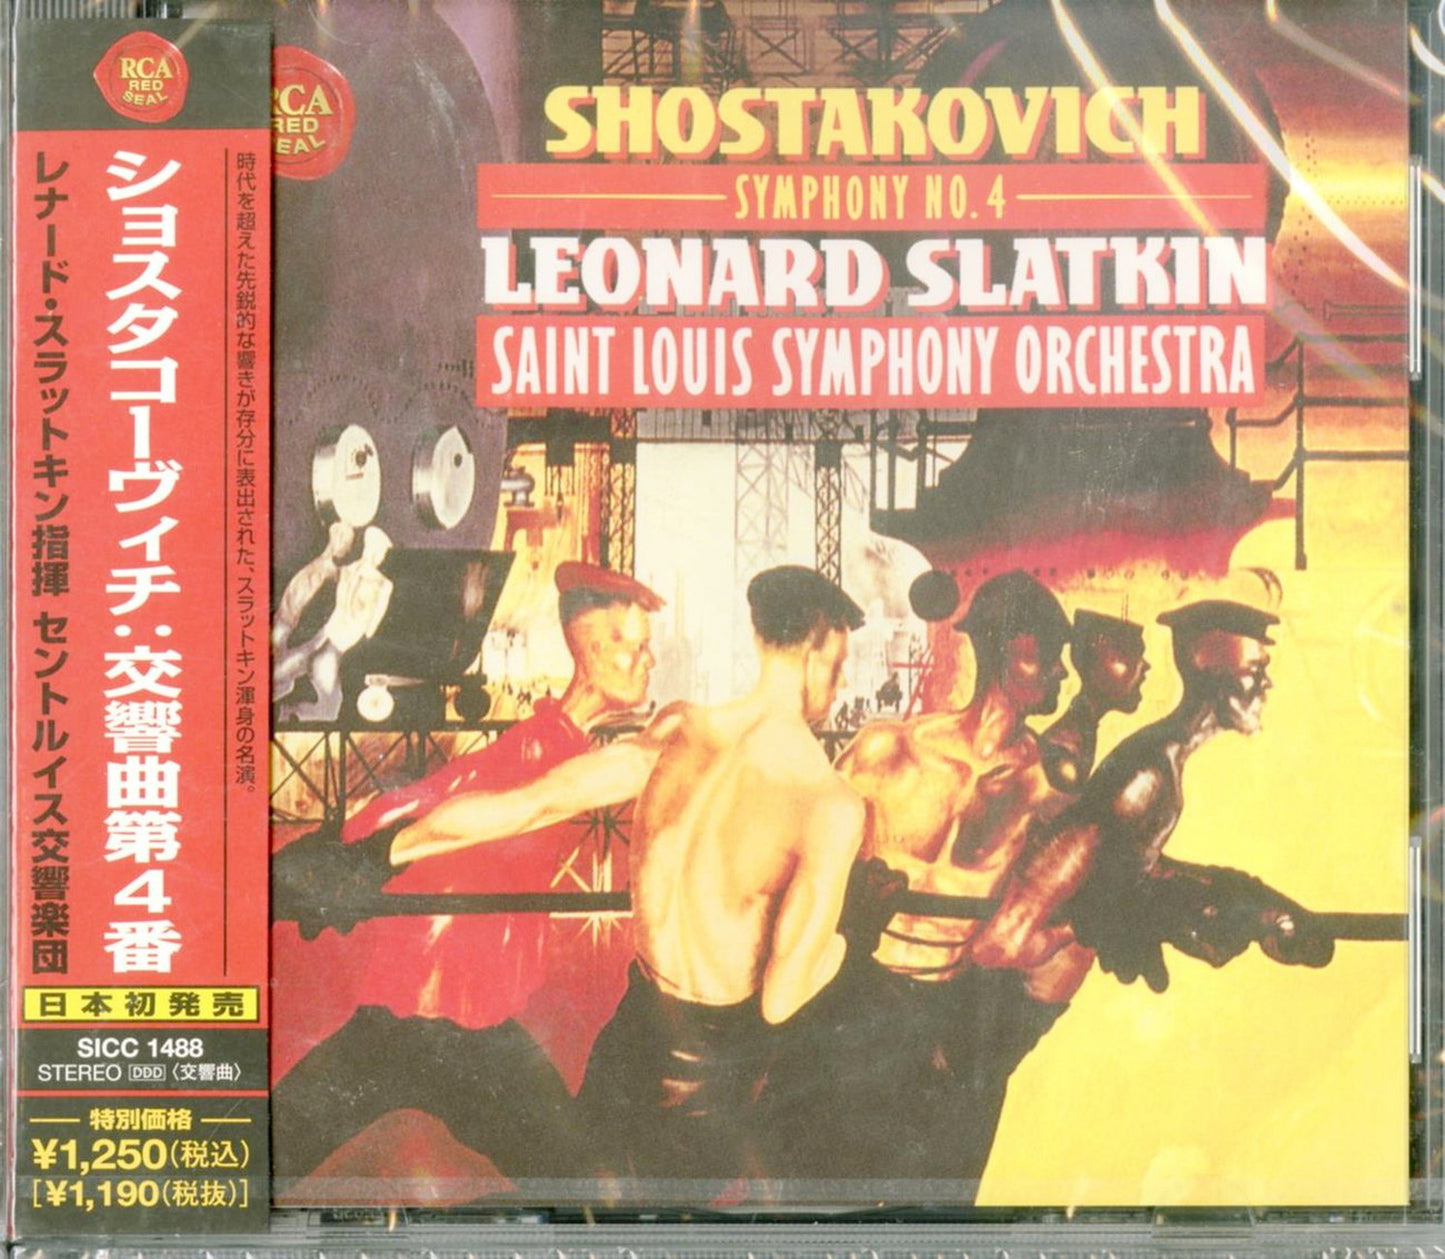 RCA
RED
SEAL
時代を超えた先鋭的な響きが存分に表出された、スラットキン渾身の名演。
ショスタコーヴィチ:交響曲第4番
レナード・スラットキン指揮 セントルイス交響楽団
日本初発売
SICC 1488
STEREO DDD 〈交響曲〉
特別価格
¥1,250(税込)
[¥1,190(税抜)]
RCA
RED
SEAL
SHOSTAKOVICH
SYMPHONY NO. 4
LEONARD SLATKIN
SAINT LOUIS SYMPHONY ORCHESTRA